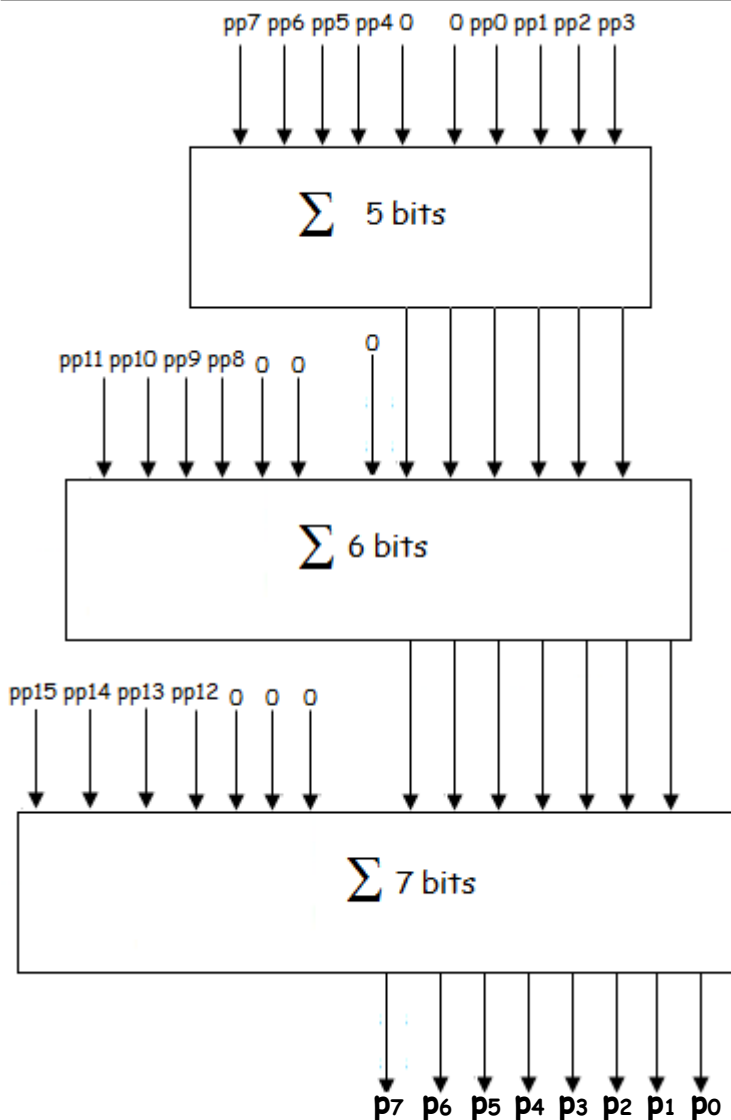 pp7 pp6 pp5 pp4 0 0 pp0 pp1 pp2 pp3
∑ 5 bits
0
pp11 pp10 pp9 pp8 0 0
∑ 6 bits
pp15 pp14 pp13 pp12 0 0 0
∑ 7 bits
p7 p6 p5 p4 p3 p2 p1 p0